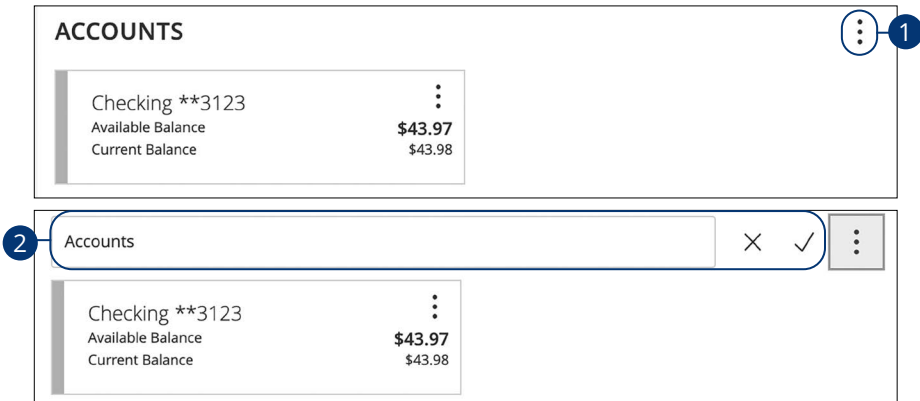 ACCOUNTS
1
Checking **3123
Available Balance $43.97
Current Balance $43.98
2
Accounts
Checking **3123
Available Balance $43.97
Current Balance $43.98